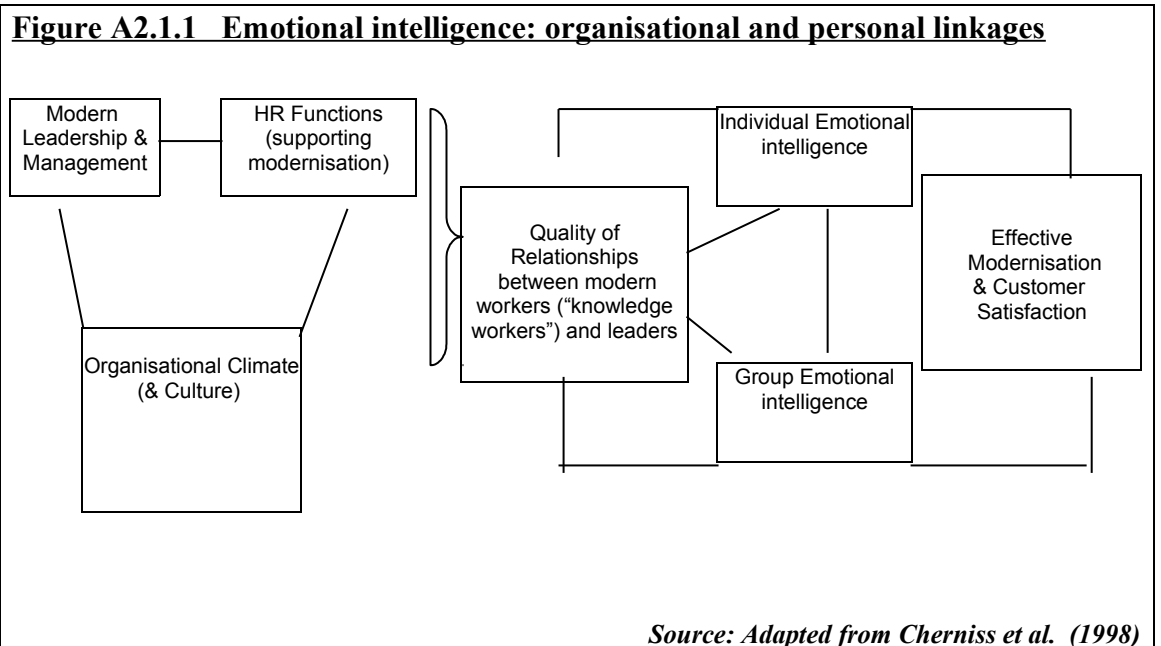 Figure A2.1.1   Emotional intelligence: organisational and personal linkages
Modern
Leadership &
Management
HR Functions
(supporting
modernisation)
Organisational Climate
(& Culture)
Quality of
Relationships
between modern
workers (“knowledge
workers”) and leaders
Individual Emotional
intelligence
Group Emotional
intelligence
Effective
Modernisation
& Customer
Satisfaction
Source: Adapted from Cherniss et al.  (1998)